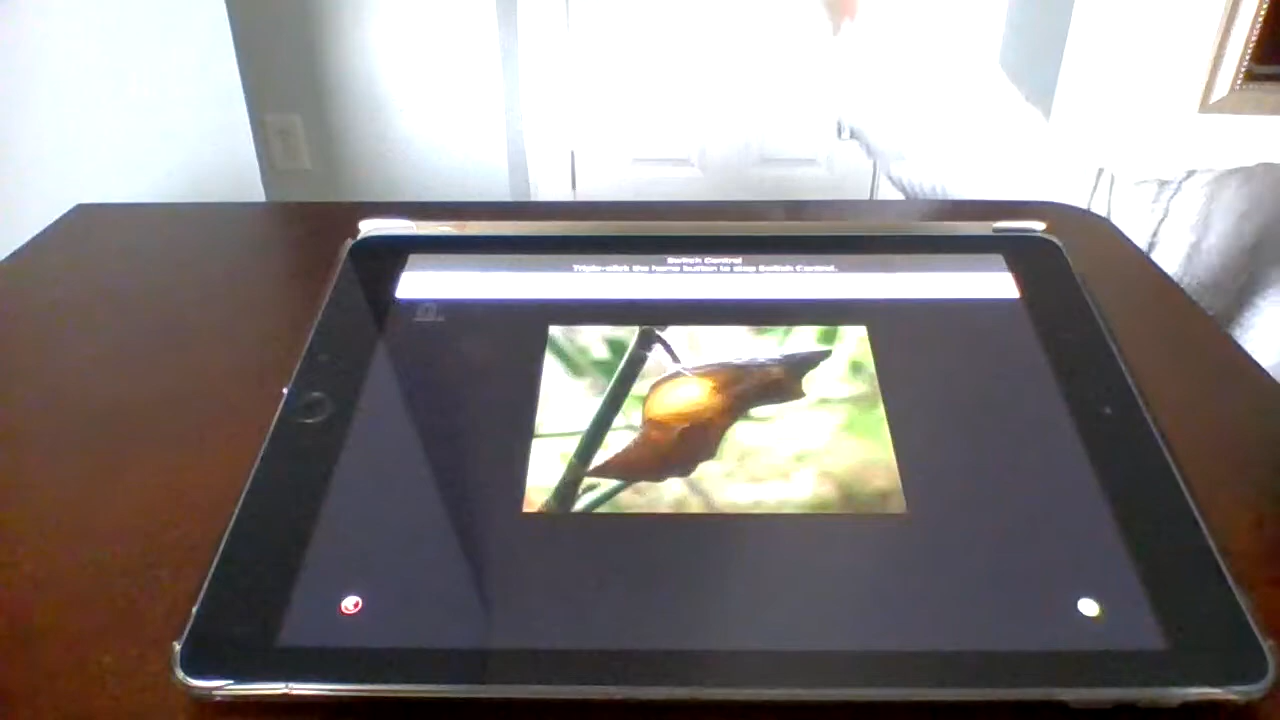 Switch Control
Triple-click the home button to stop Switch Control.